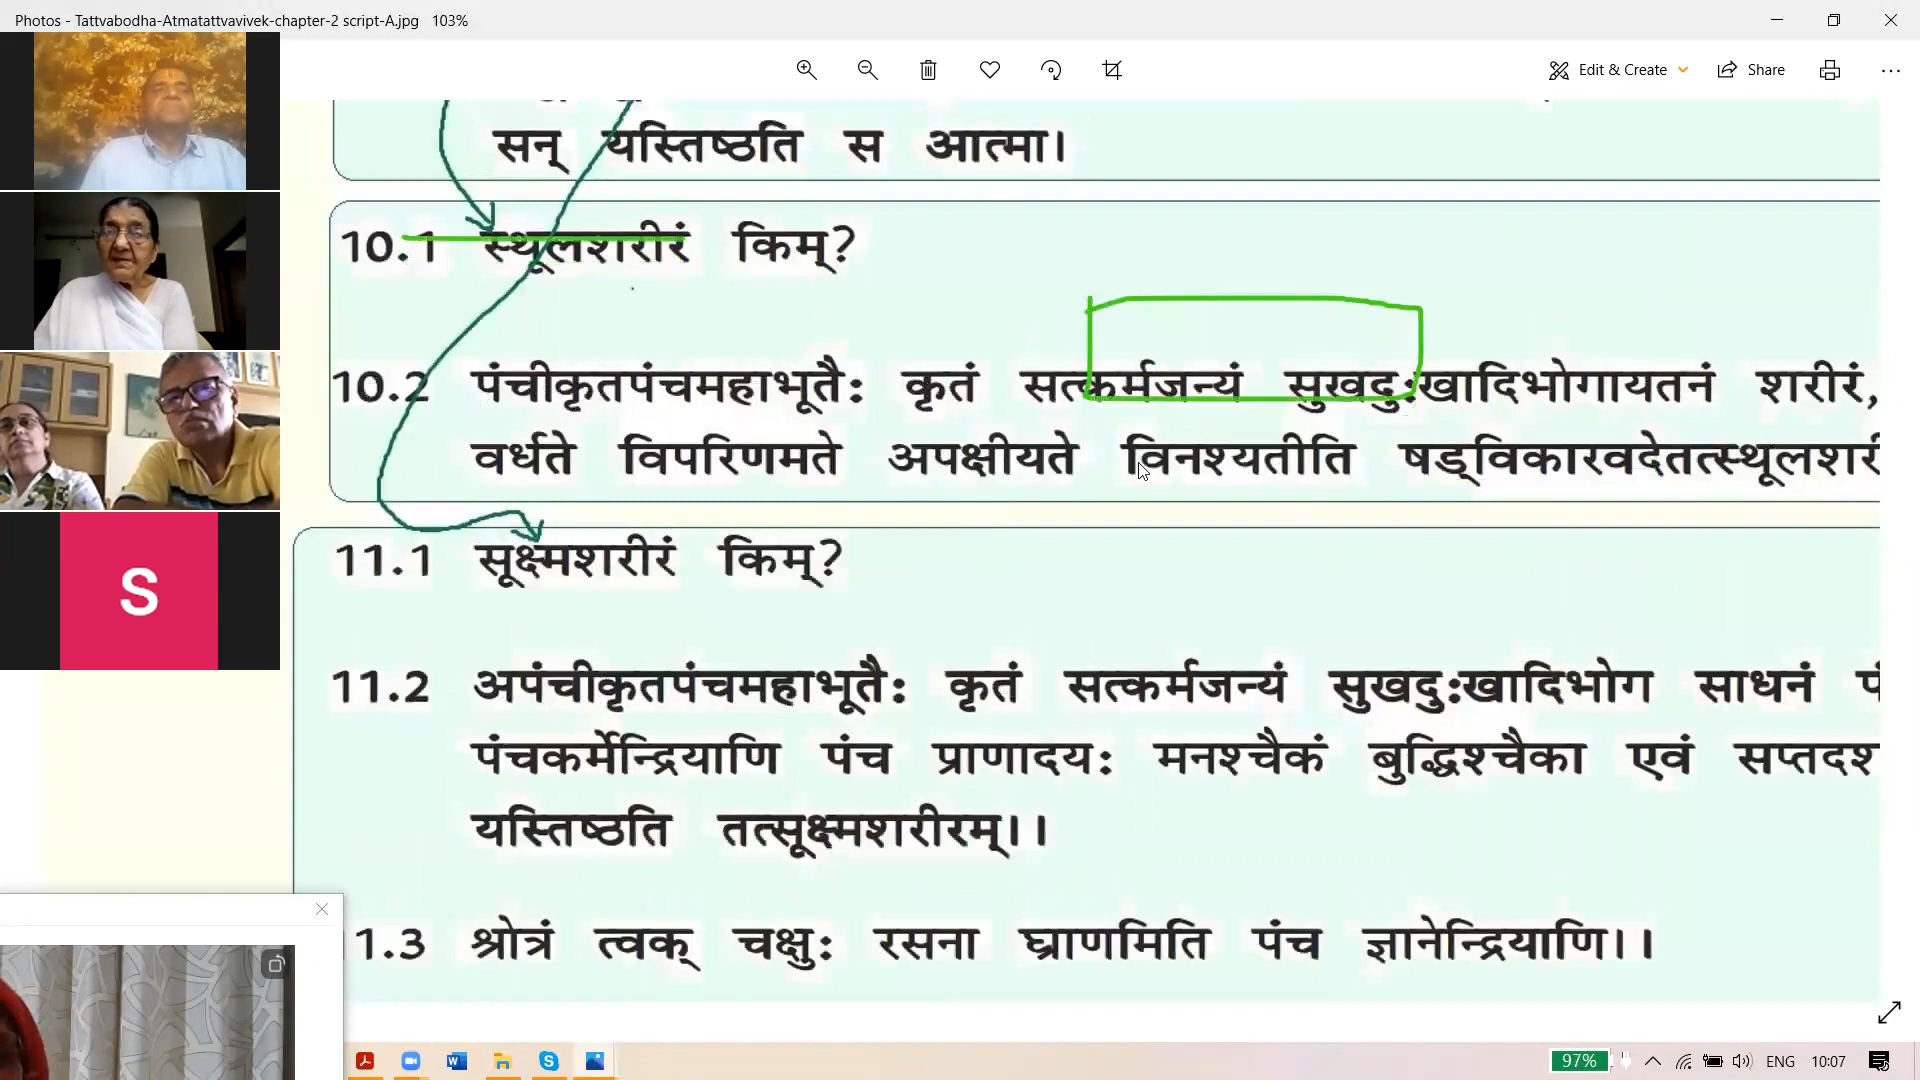 Photos - Tattvabodha-Atmatattvavivek-chapter-2 script-A.jpg 103%
Edit & Create Share
सन् यस्तिष्ठति स आत्मा।
10.1 स्थूलशरीरं किम्?
10.2 पंचीकृतपंचमहाभूतैः कृतं सत्कर्मजन्यं सुखदुःखादिभोगायतनं शरीरं,
वर्धते विपरिणमते अपक्षीयते विनश्यतीति षड्विकारवदेतत्स्थूलशरी
S
11.1 सूक्ष्मशरीरं किम्?
11.2 अपंचीकृतपंचमहाभूतैः कृतं सत्कर्मजन्यं सुखदुःखादिभोग साधनं
पंचकर्मेन्द्रियाणि पंच प्राणादयः मनश्चैकं बुद्धिश्चैका एवं सप्तदश
यस्तिष्ठति तत्सूक्ष्मशरीरम्।।
1.3 श्रोत्रं त्वक् चक्षुः रसना घ्राणमिति पंच ज्ञानेन्द्रियाणि।।
97% ENG 10:07